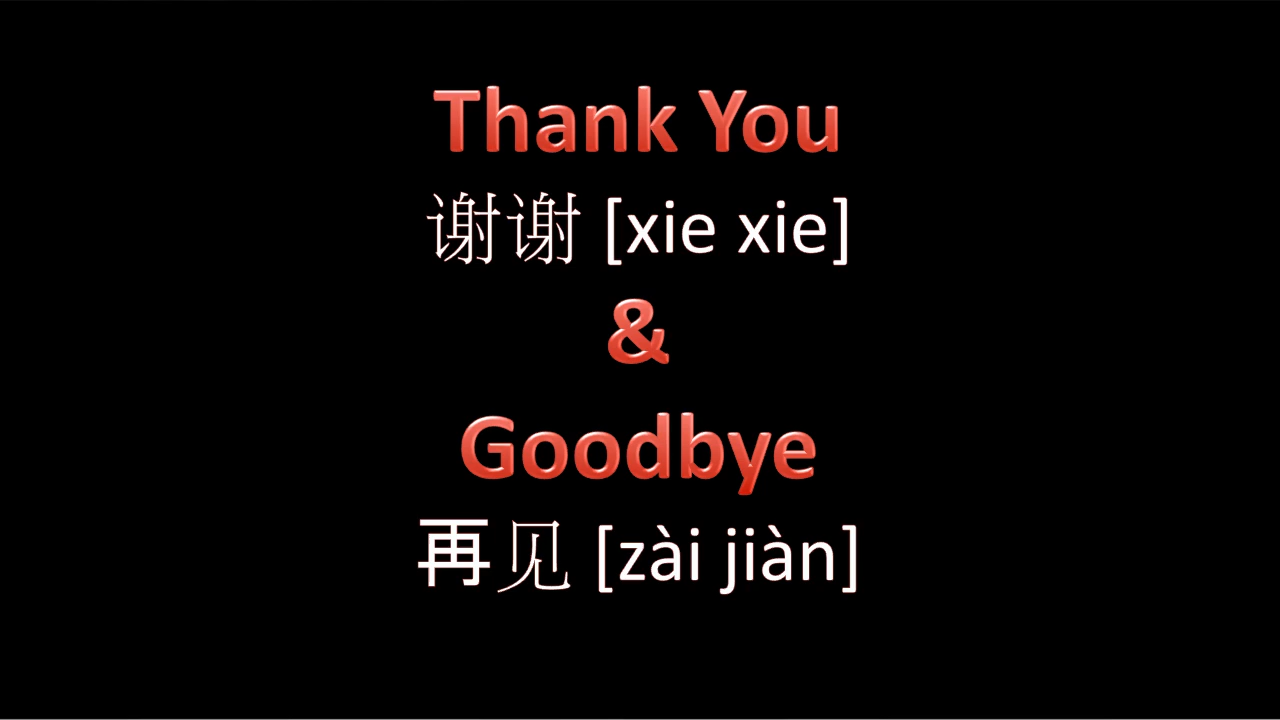 Thank You
谢谢 [xie xie]
&
Goodbye
再见 [zài jiàn]